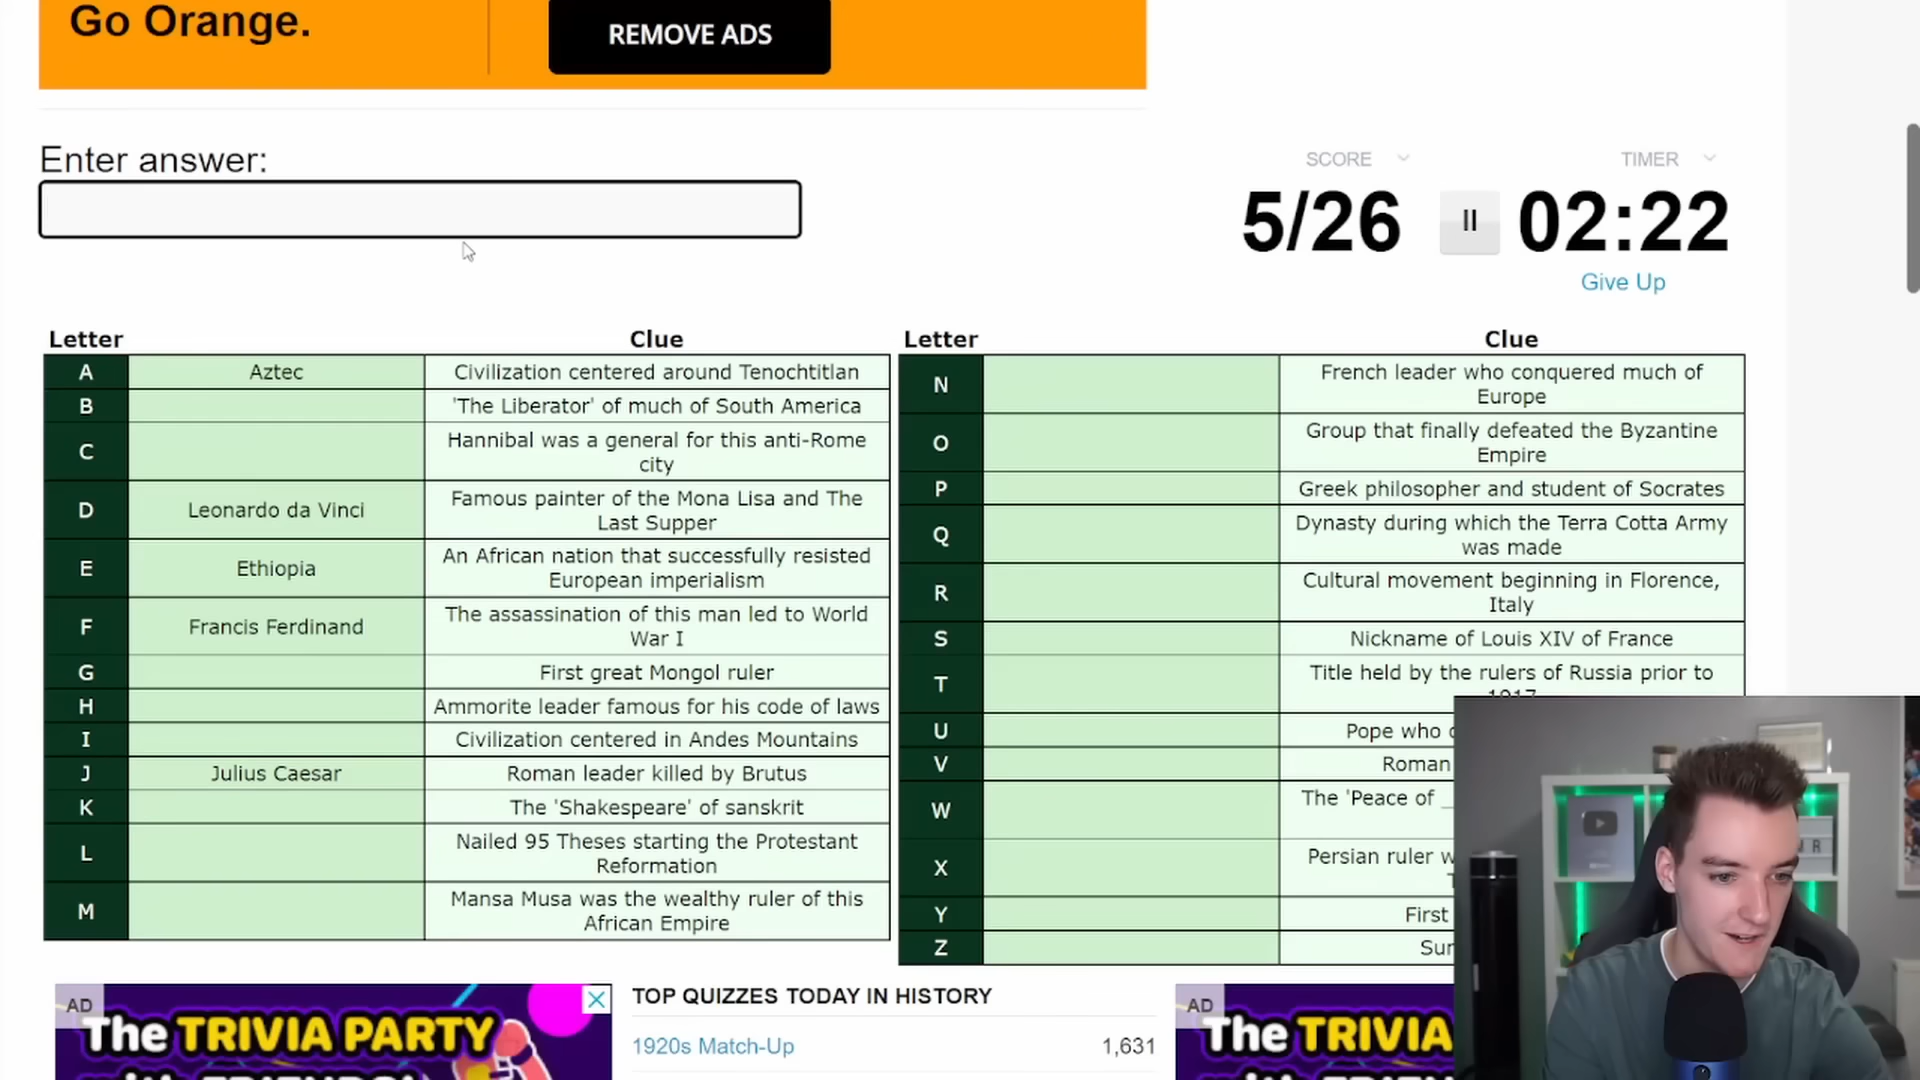 Go Orange.
REMOVE ADS
Enter answer:
SCORE
TIMER
5/26
02:22
Give Up
Letter
Clue
A
Aztec
Civilization centered around Tenochtitlan
B
'The Liberator' of much of South America
C
Hannibal was a general for this anti-Rome
city
D
Leonardo da Vinci
Famous painter of the Mona Lisa and The
Last Supper
E
Ethiopia
An African nation that successfully resisted
European imperialism
F
Francis Ferdinand
The assassination of this man led to World
War I
G
First great Mongol ruler
H
Ammorite leader famous for his code of laws
I
Civilization centered in Andes Mountains
J
Julius Caesar
Roman leader killed by Brutus
K
The 'Shakespeare' of sanskrit
L
Nailed 95 Theses starting the Protestant
Reformation
M
Mansa Musa was the wealthy ruler of this
African Empire
Letter
Clue
N
French leader who conquered much of
Europe
O
Group that finally defeated the Byzantine
Empire
P
Greek philosopher and student of Socrates
Q
Dynasty during which the Terra Cotta Army
was made
R
Cultural movement beginning in Florence,
Italy
S
Nickname of Louis XIV of France
T
Title held by the rulers of Russia prior to
U
Pope who
V
Roman
W
The 'Peace of
X
Persian ruler
Y
First
Z
AD
The TRIVIA PARTY
TOP QUIZZES TODAY IN HISTORY
1920s Match-Up
1,631
AD
The TRIVIA